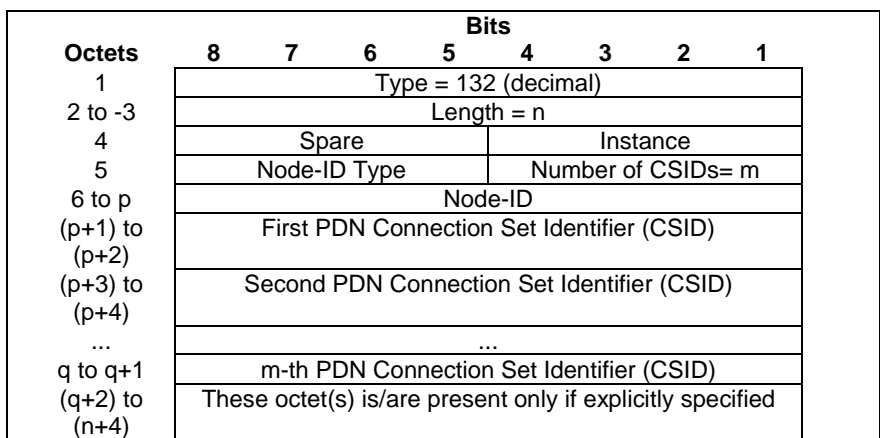 Bits
Octets 8 7 6 5 4 3 2 1
1 Type = 132 (decimal)
2 to -3 Length = n
4 Spare Instance
5 Node-ID Type Number of CSIDs= m
6 to p Node-ID
(p+1) to First PDN Connection Set Identifier (CSID)
(p+2)
(p+3) to Second PDN Connection Set Identifier (CSID)
(p+4)
... ...
q to q+1 m-th PDN Connection Set Identifier (CSID)
(q+2) to These octet(s) is/are present only if explicitly specified
(n+4)